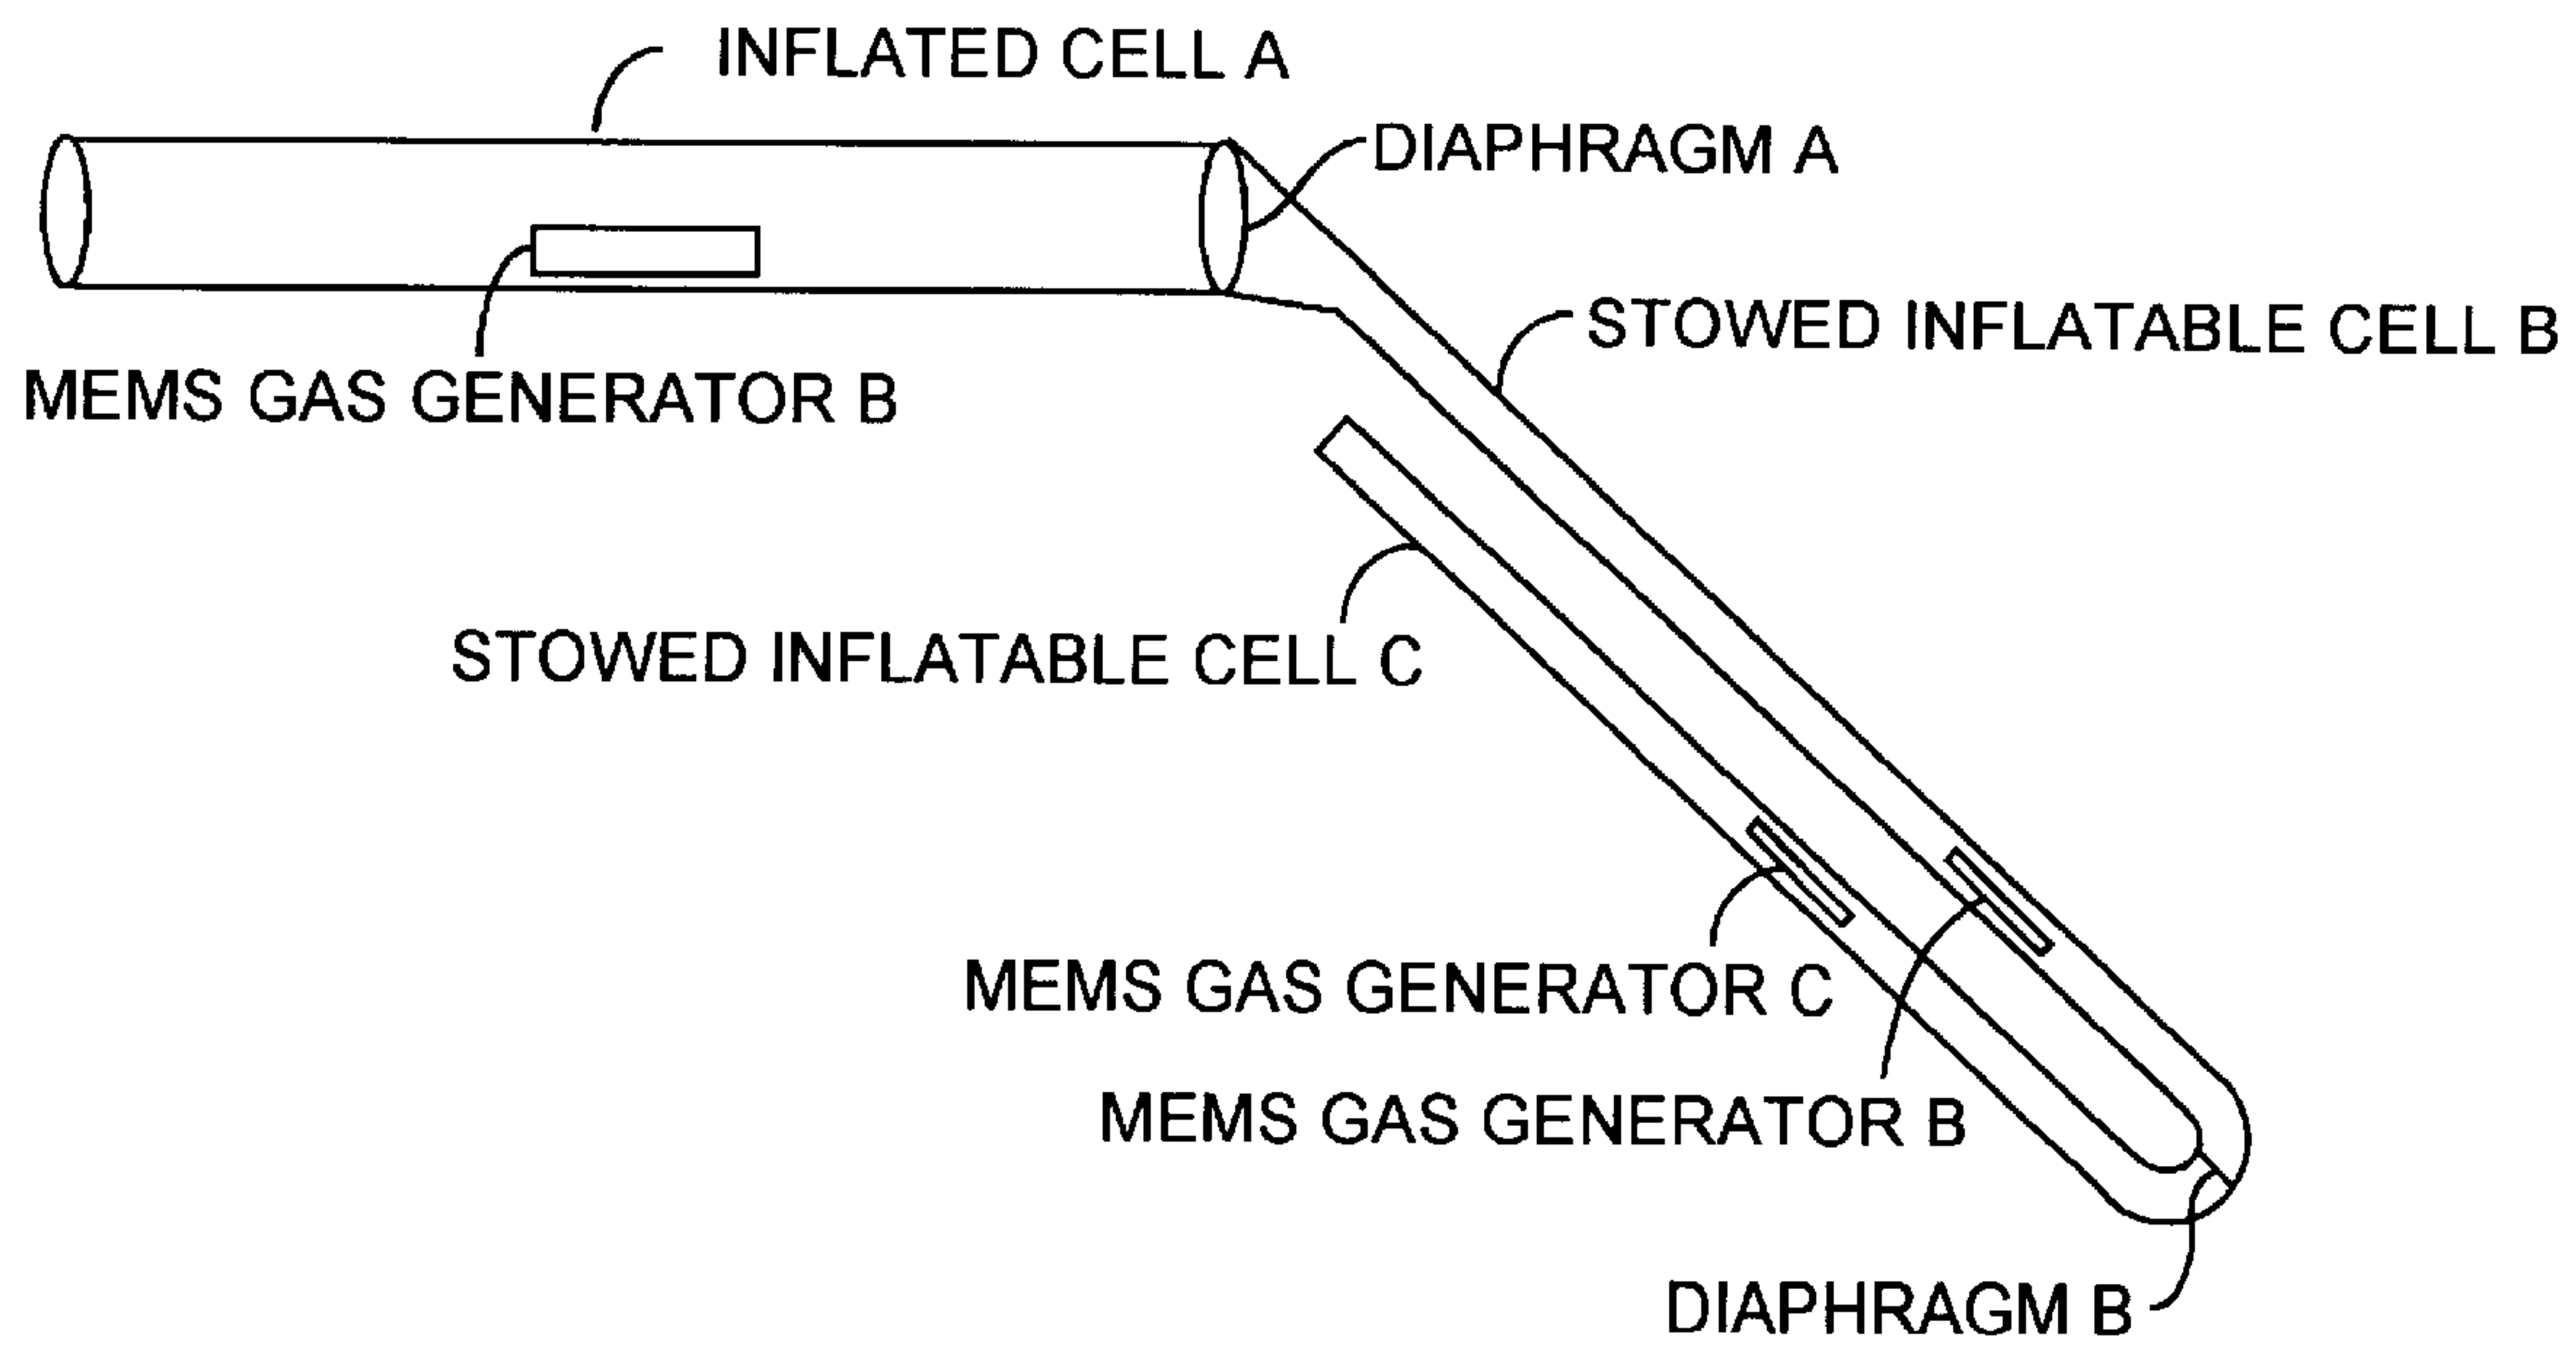 INFLATED CELL A
DIAPHRAGM A
STOWED INFLATABLE CELL B
MEMS GAS GENERATOR B
STOWED INFLATABLE CELL C
MEMS GAS GENERATOR C
MEMS GAS GENERATOR B
DIAPHRAGM B